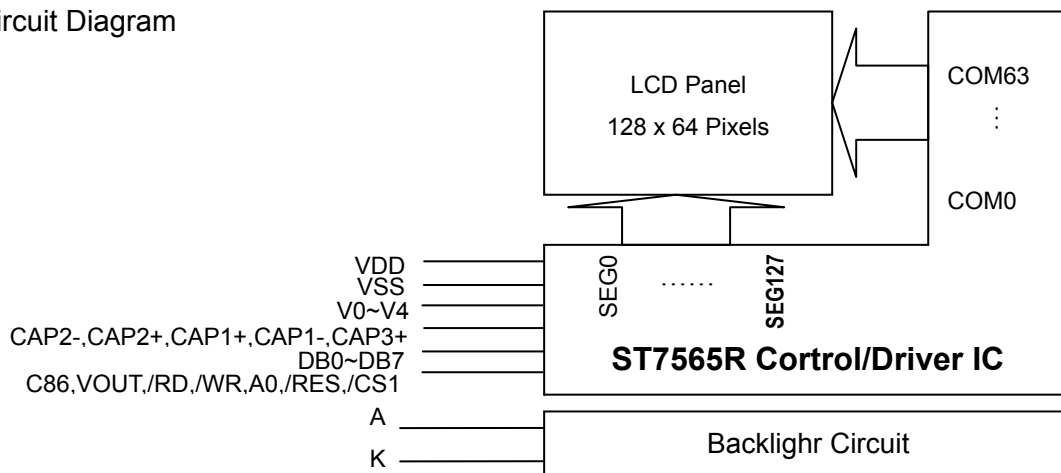 ircuit Diagram
LCD Panel
128 x 64 Pixels
COM63
⋮
COM0
SEG0
......
SEG127
VDD
VSS
V0~V4
CAP2-,CAP2+,CAP1+,CAP1-,CAP3+
DB0~DB7
C86,VOUT,/RD,/WR,A0,/RES,/CS1
ST7565R Cortrol/Driver IC
A
K
Backlighr Circuit